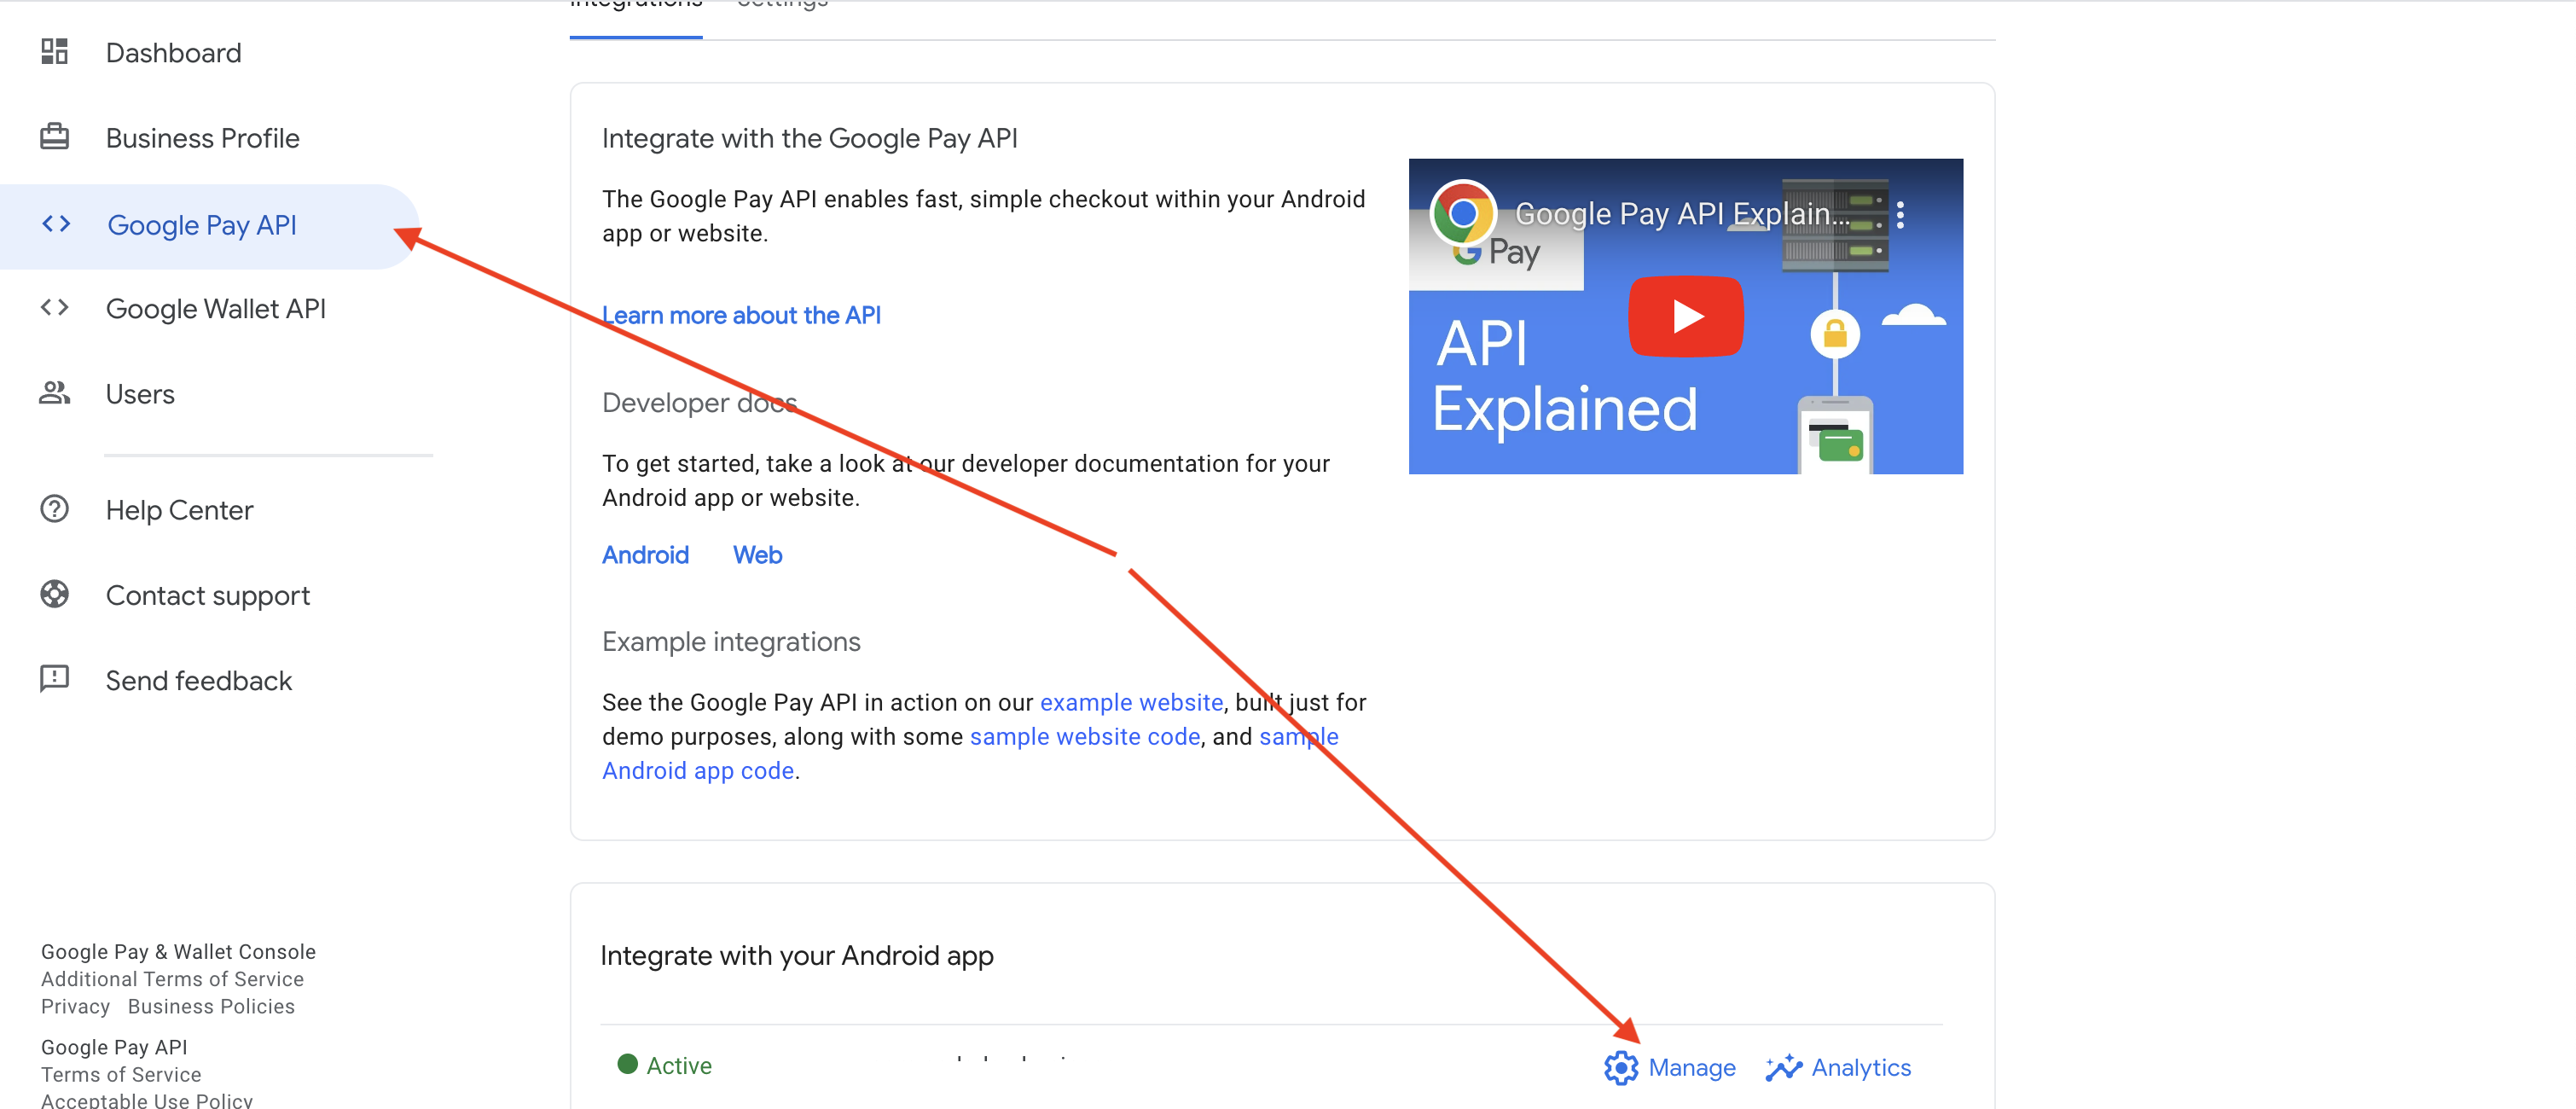 Integrations Settings
Dashboard
Business Profile
Google Pay API
Google Wallet API
Users
Help Center
Contact support
Send feedback
Google Pay & Wallet Console
Additional Terms of Service
Privacy Business Policies
Google Pay API
Terms of Service
Acceptable Use Policy
Integrate with the Google Pay API
The Google Pay API enables fast, simple checkout within your Android
app or website.
Learn more about the API
Developer docs
To get started, take a look at our developer documentation for your
Android app or website.
Android Web
Example integrations
See the Google Pay API in action on our example website, built just for
demo purposes, along with some sample website code, and sample
Android app code.
Google Pay API Explain...
G Pay
API
Explained
Integrate with your Android app
Active
Manage Analytics